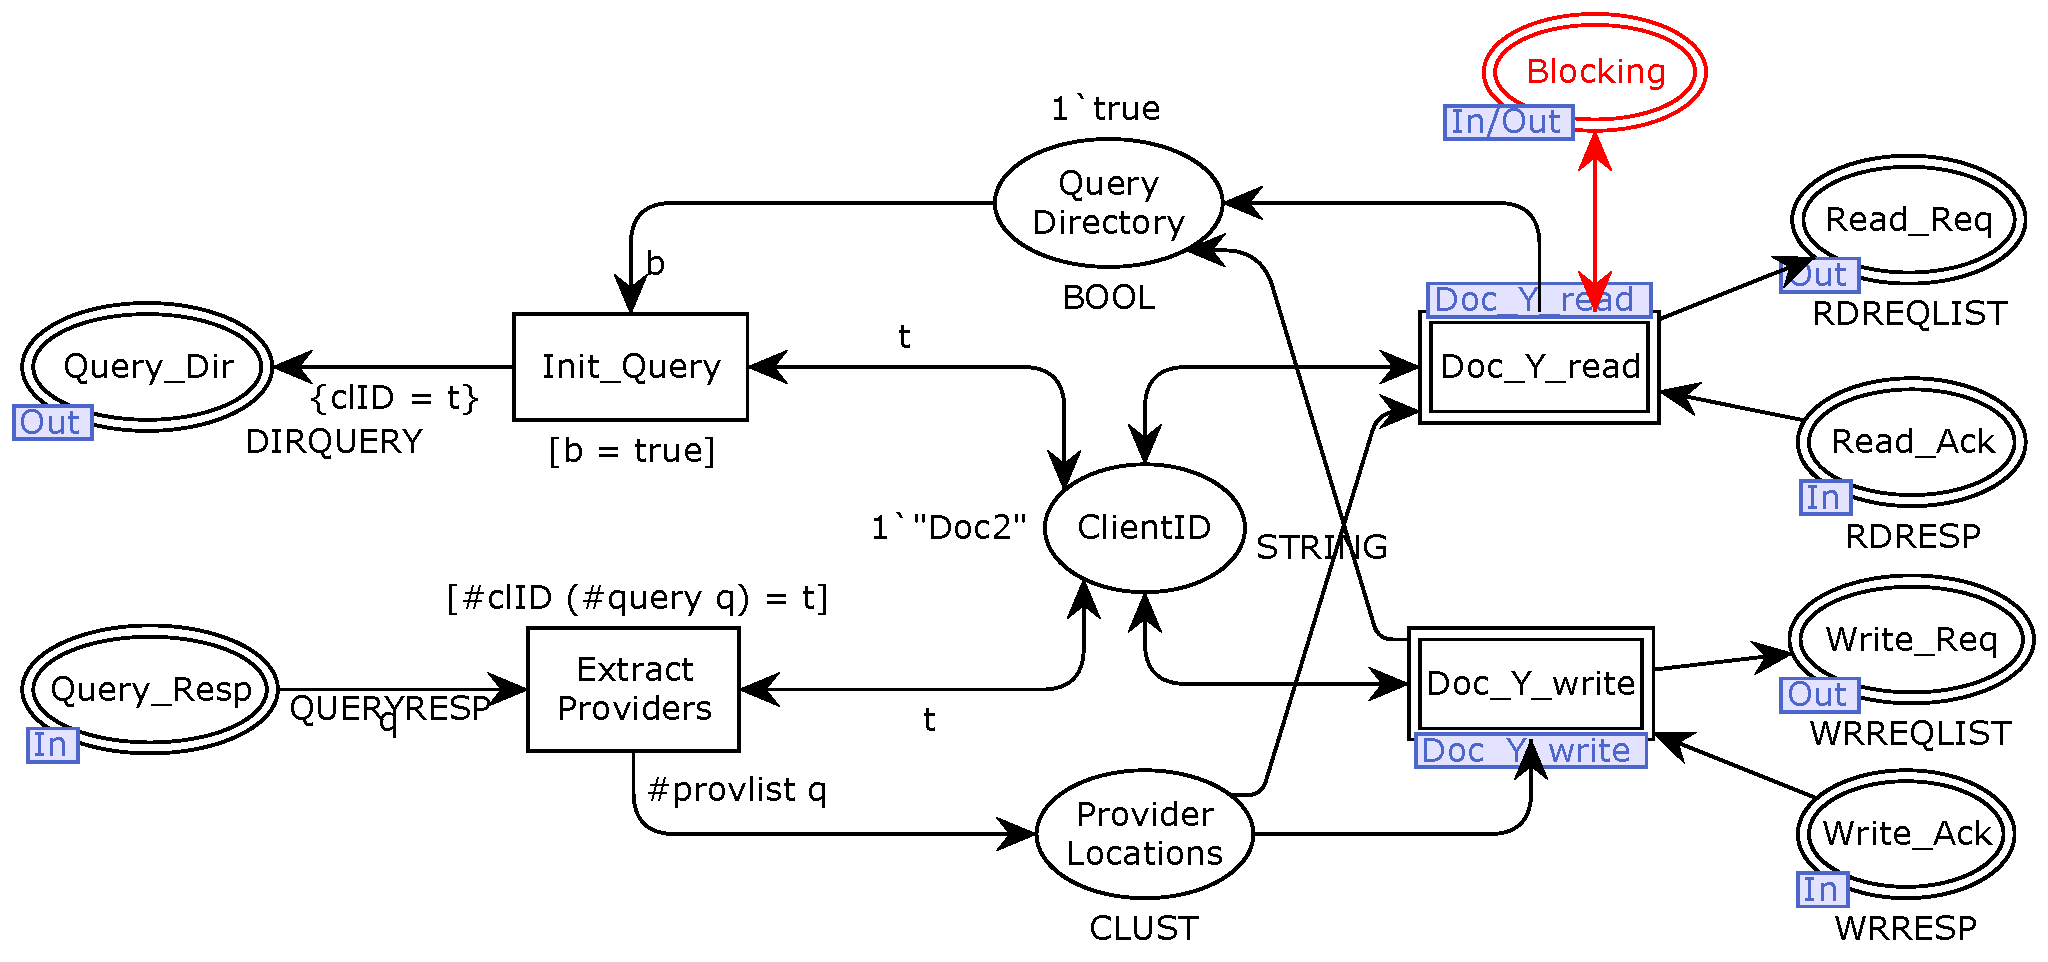 Blocking
In/Out
1`true
Query
Directory
BOOL
Read_Req
Out
RDREQLIST
b
Doc_Y_read
Query_Dir
Out
{clID = t}
DIRQUERY
Init_Query
[b = true]
t
Doc_Y_read
Read_Ack
In
RDRESP
1`"Doc2"
ClientID
STRING
[#clID (#query q) = t]
Query_Resp
In
QUERYRESP
q
Extract
Providers
t
Doc_Y_write
Doc_Y_write
Write_Req
Out
WRREQLIST
#provlist q
Provider
Locations
CLUST
Write_Ack
In
WRRESP